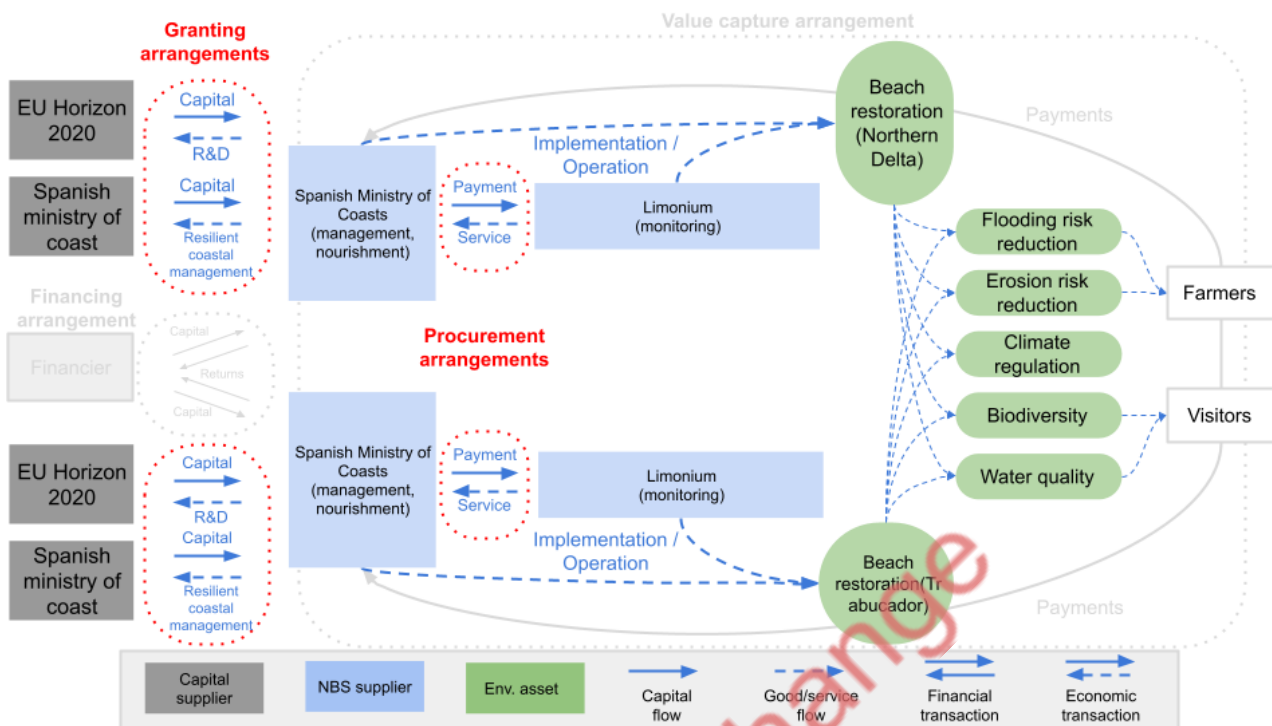 Value capture arrangement
Granting
arrangements
EU Horizon
2020
Capital
R&D
Spanish
ministry of
coast
Capital
Resilient
coastal
management
Spanish Ministry of
Coasts
(management,
nourishment)
Payment
Service
Implementation /
Operation
Limonium
(monitoring)
Beach
restoration
(Northern
Delta)
Payments
Flooding risk
reduction
Erosion risk
reduction
Climate
regulation
Biodiversity
Water quality
Farmers
Visitors
Financing
arrangement
Financier
Capital
Returns
Capital
Procurement
arrangements
EU Horizon
2020
Capital
R&D
Spanish
ministry of
coast
Capital
Resilient
coastal
management
Spanish Ministry of
Coasts
(management,
nourishment)
Payment
Service
Limonium
(monitoring)
Implementation /
Operation
Beach
restoration(Tr
abucador)
Payments
hange
Capital
supplier
NBS supplier
Env. asset
Capital
flow
Good/service
flow
Financial
transaction
Economic
transaction